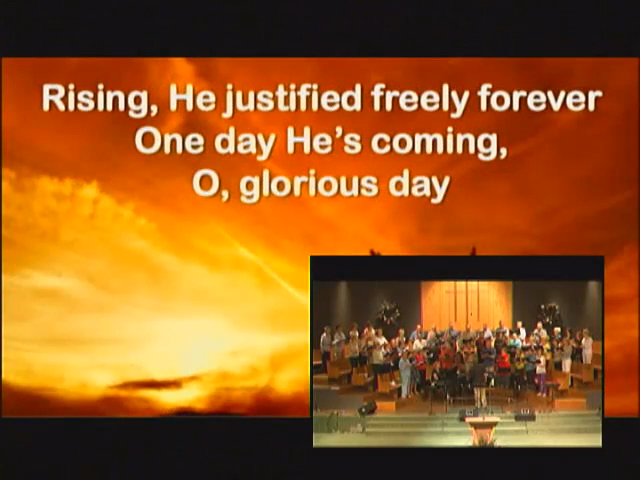 Rising, He justified freely forever
One day He's coming,
O, glorious day